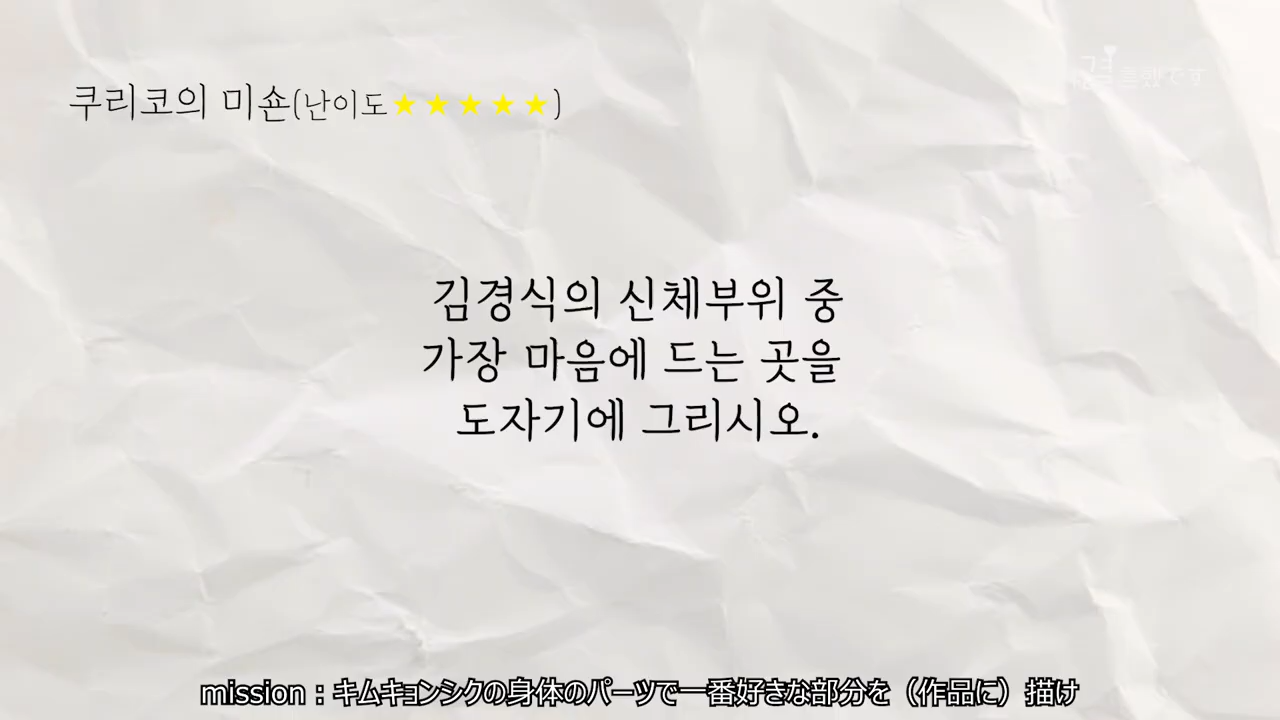 쿠리코의 미숀(난이도★★★★★)
김경식의 신체부위 중
가장 마음에 드는 곳을
도자기에 그리시오.
mission : キムキョンシクの身体のパーツで一番好きな部分を（作品に）描け